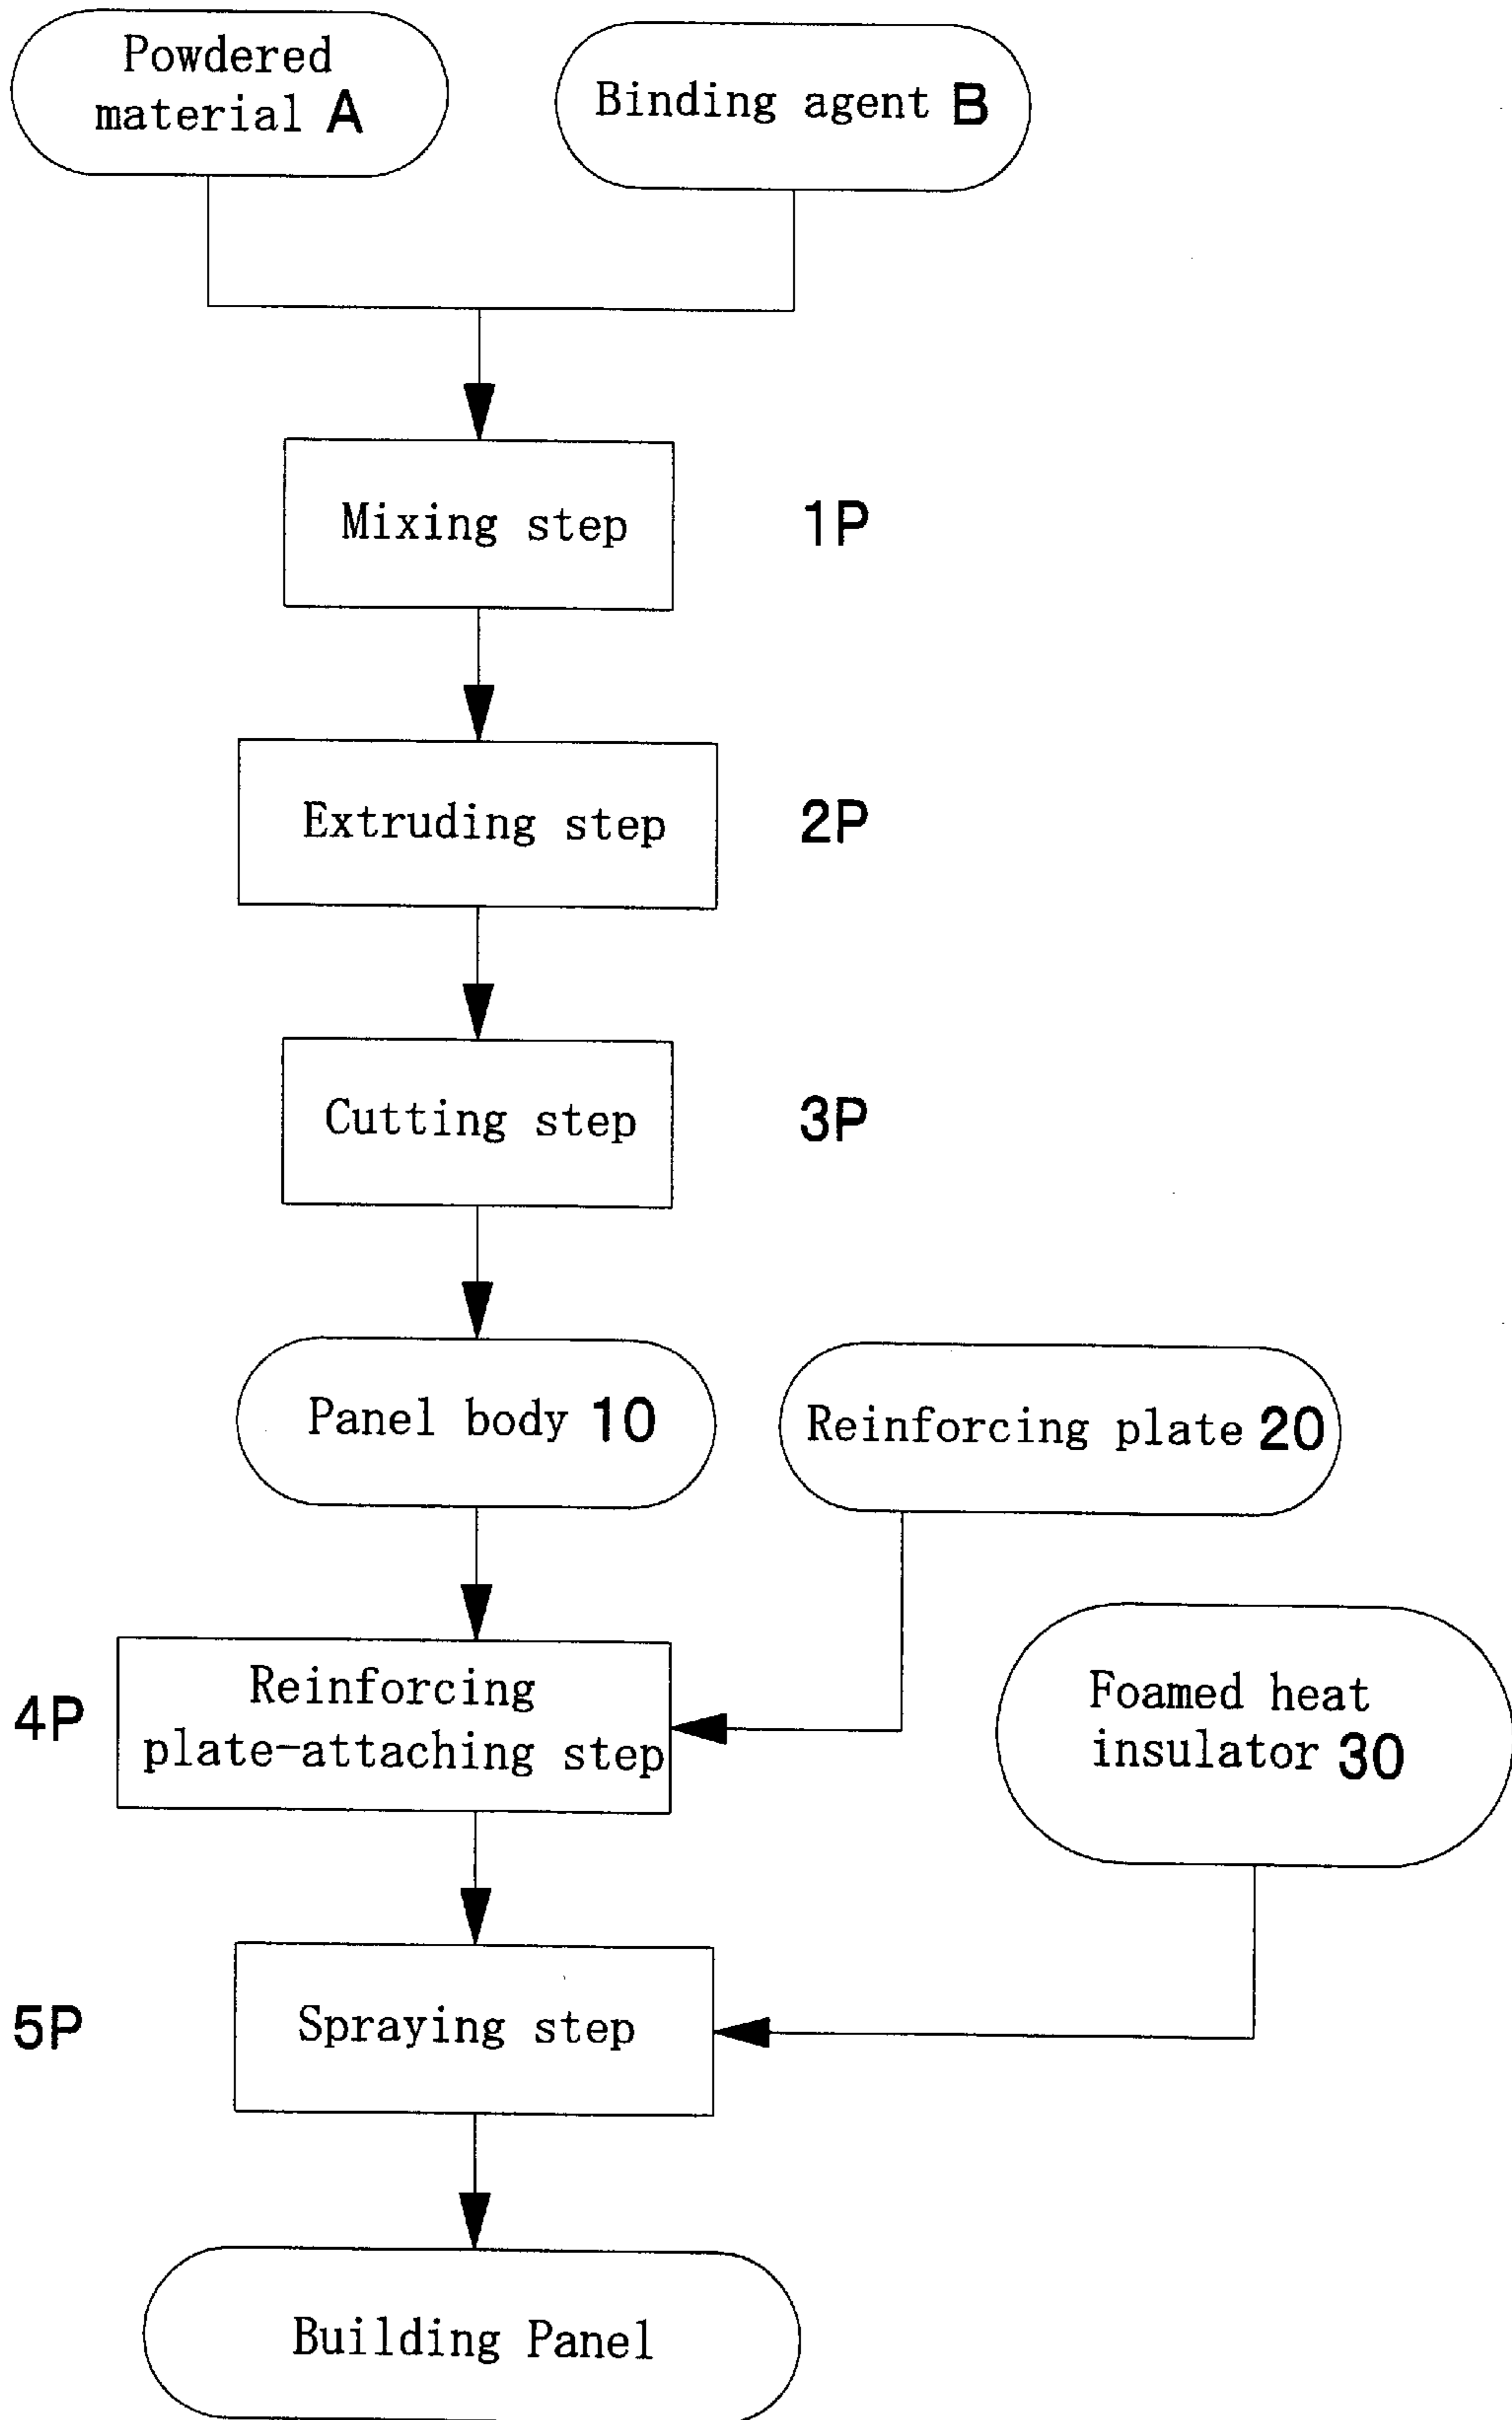 Powdered
material A
Binding agent B
Mixing step
1P
Extruding step
2P
Cutting step
3P
Panel body 10
Reinforcing plate 20
4P
Reinforcing
plate-attaching step
Foamed heat
insulator 30
5P
Spraying step
Building Panel